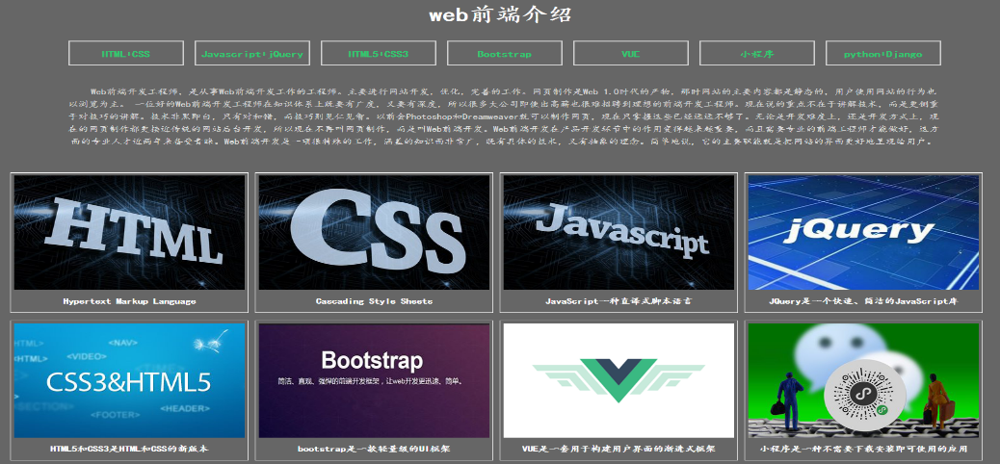 web前端介绍
HTML+CSS
Javascript+jQuery
HTML5+CSS3
Bootstrap
VUE
小程序
python+Django
Web前端开发工程师，是从事Web前端开发工作的工程师。主要进行网站开发，优化，完善的工作。网页制作是Web 1.0时代的产物，那时网站的主要内容都是静态的，用户使用网站的行为也
以浏览为主。 一位好的Web前端开发工程师在知识体系上既要有广度，又要有深度，所以很多大公司即使出高薪也很难招聘到理想的前端开发工程师。现在说的重点不在于讲解技术，而是更侧重
于对技巧的讲解。技术非黑即白，只有对和错，而技巧则见仁见智。以前会Photoshop和Dreamweaver就可以制作网页，现在只掌握这些已经远远不够了。无论是开发难度上，还是开发方式上，现
在的网页制作都更接近传统的网站后台开发，所以现在不再叫网页制作，而是叫Web前端开发。Web前端开发在产品开发环节中的作用变得越来越重要，而且需要专业的前端工程师才能做好，这方
面的专业人才近两年来备受青睐。Web前端开发是一项很特殊的工作，涵盖的知识面非常广，既有具体的技术，又有抽象的理念。简单地说，它的主要职能就是把网站的界面更好地呈现给用户。
HTML
CSS
Javascript
jQuery
Hypertext Markup Language
Cascading Style Sheets
JavaScript一种直译式脚本语言
JQuery是一个快速、简洁的JavaScript库
HTML>
<NAV>
<HTML>
<VIDEO>
<TIME>
CSS3&HTML5
<SECTION>
<FOOTER>
<HEADER>
Bootstrap
简洁、直观、强悍的前端开发框架，让web开发更迅速、简单。
HTML5和CSS3是HTML和CSS的新版本
bootstrap是一款轻量级的UI框架
VUE是一套用于构建用户界面的渐进式框架
小程序是一种不需要下载安装即可使用的应用